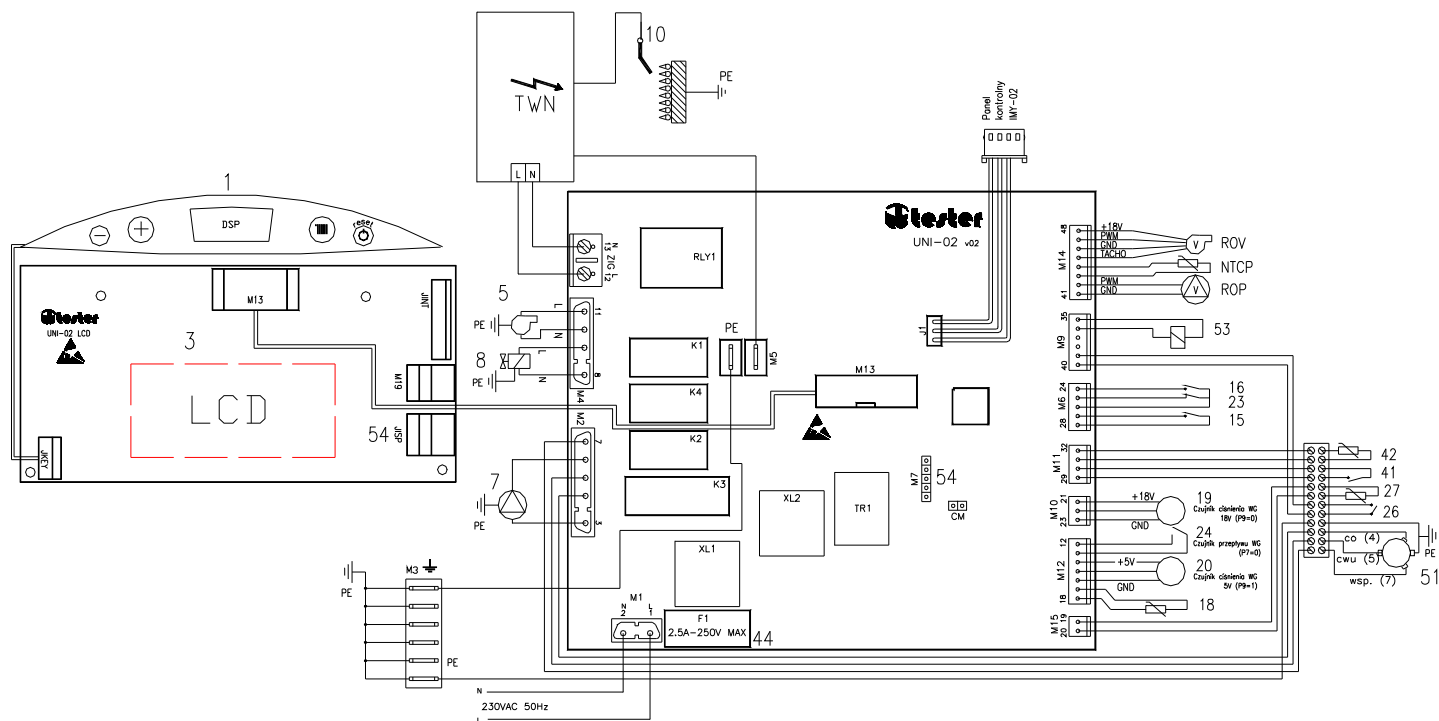 10
PE
TWN
L N
Panel
kontrolny
IMY-02
1
DSP
reset
tester
UNI-02 v02
RLY1
N
13
ZIG
L
12
48
+18V
PWM
GND
TACHO
M14
PWM
GND
41
V
ROV
NTCP
V
ROP
M13
JINT
tester
UNI-02 LCD
3
LCD
M19
54
JSP
JKEY
5
PE
L
N
11
8
L
N
PE
8
M4
K1
K4
K2
K3
PE
M5
J1
M13
35
M9
40
53
24
M6
28
16
23
15
M2
7
7
PE
3
M7
54
CM
XL2
TR1
XL1
32
M11
29
42
41
27
26
21
M10
23
+18V
GND
19
Czujnik ciśnienia WG
18V (P9=0)
24
Czujnik przepływu WG
(P7=0)
12
M12
18
+5V
GND
20
Czujnik ciśnienia WG
5V (P9=1)
18
19
M15
20
co (4)
cwu (5)
wsp. (7)
PE
51
M3
PE
PE
M1
N
2
L
1
F1
2.5A-250V MAX
44
N
230VAC 50Hz
L